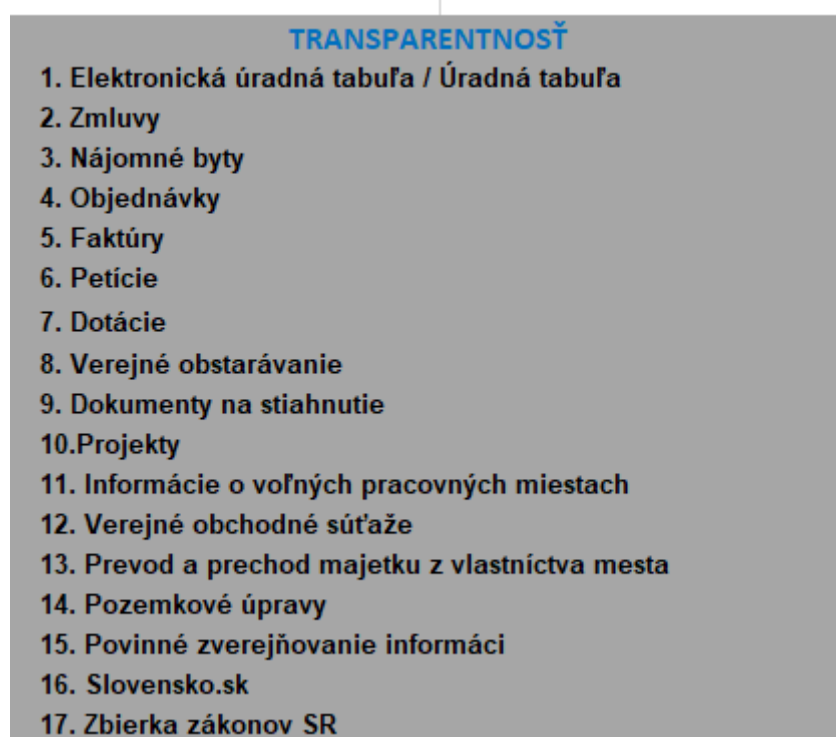 TRANSPARENTNOSŤ
1. Elektronická úradná tabuľa / Úradná tabuľa
2. Zmluvy
3. Nájomné byty
4. Objednávky
5. Faktúry
6. Petície
7. Dotácie
8. Verejné obstarávanie
9. Dokumenty na stiahnutie
10.Projekty
11. Informácie o voľných pracovných miestach
12. Verejné obchodné súťaže
13. Prevod a prechod majetku z vlastníctva mesta
14. Pozemkové úpravy
15. Povinné zverejňovanie informáci
16. Slovensko.sk
17. Zbierka zákonov SR